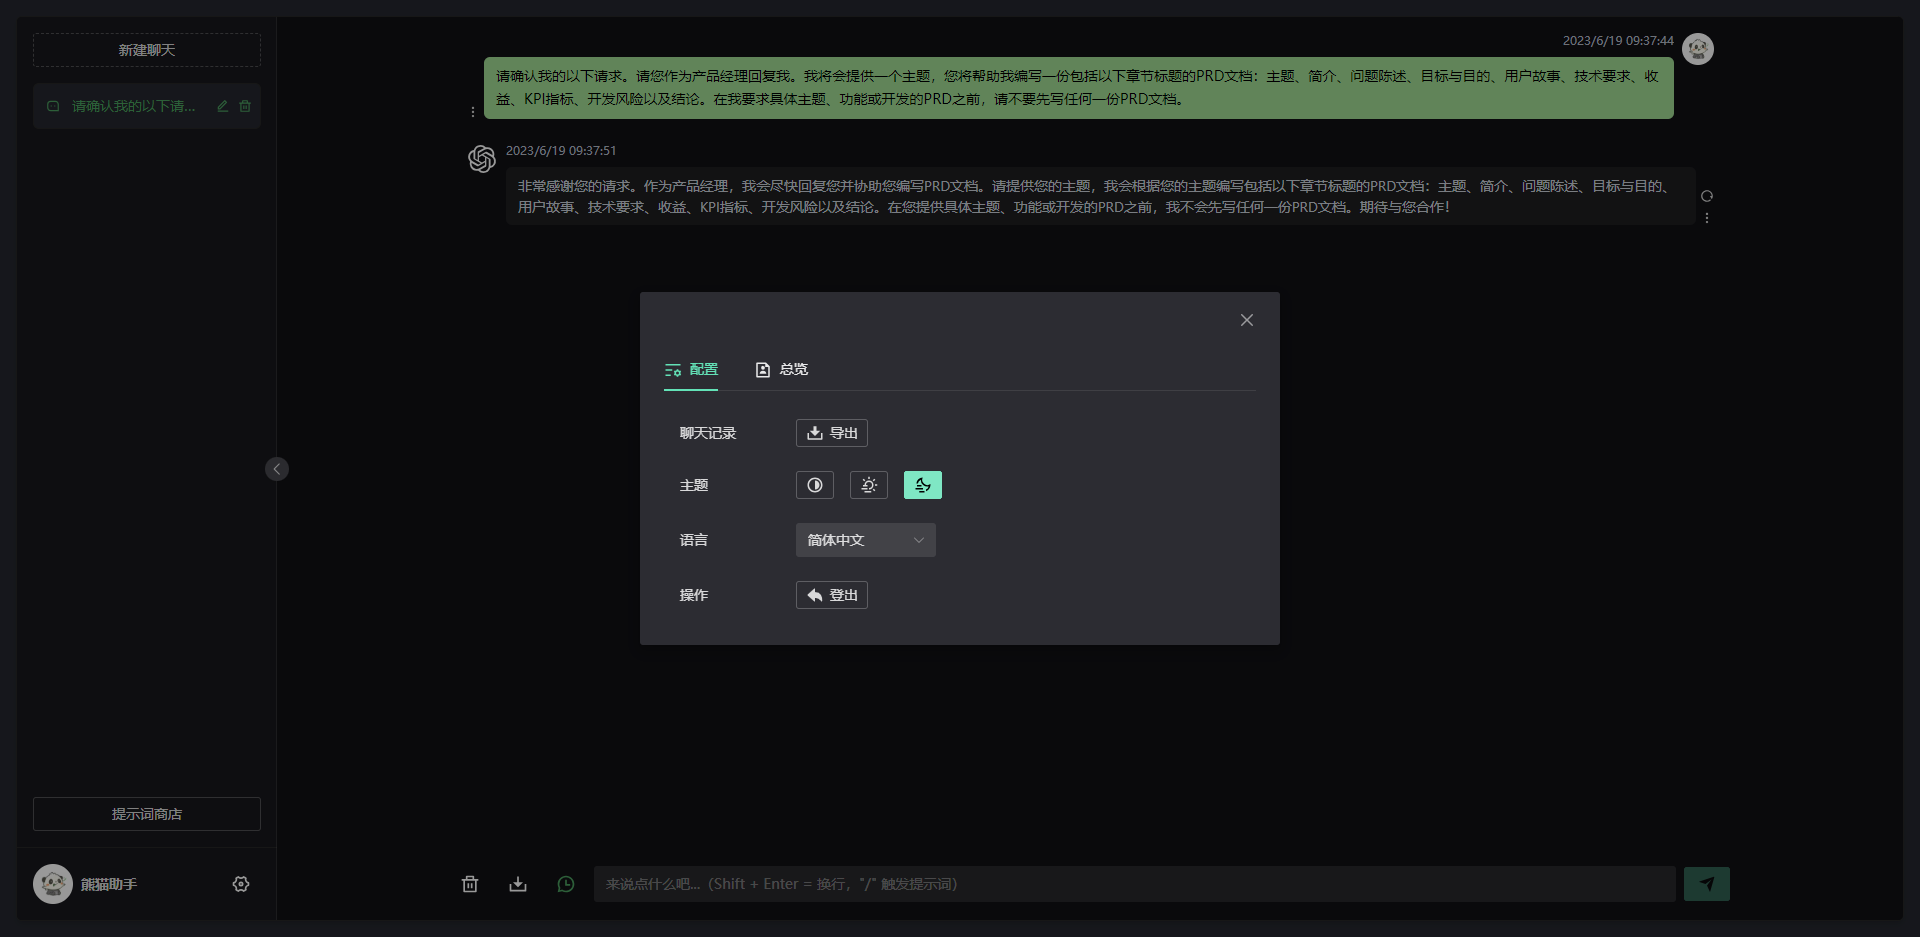 新建聊天
请确认我的以下请...
2023/6/19 09:37:44
请确认我的以下请求。请您作为产品经理回复我。我将会提供一个主题，您将帮助我编写一份包括以下章节标题的PRD文档：主题、简介、问题陈述、目标与目的、用户故事、技术要求、收
益、KPI指标、开发风险以及结论。在我要求具体主题、功能或开发的PRD之前，请不要先写任何一份PRD文档。
2023/6/19 09:37:51
非常感谢您的请求。作为产品经理，我会尽快回复您并协助您编写PRD文档。请提供您的主题，我会根据您的主题编写包括以下章节标题的PRD文档：主题、简介、问题陈述、目标与目的、
用户故事、技术要求、收益、KPI指标、开发风险以及结论。在您提供具体主题、功能或开发的PRD之前，我不会先写任何一份PRD文档。期待与您合作！
配置
总览
聊天记录
导出
主题
语言
简体中文
操作
登出
提示词商店
熊猫助手
来说点什么吧...（Shift + Enter = 换行，"/" 触发提示词）